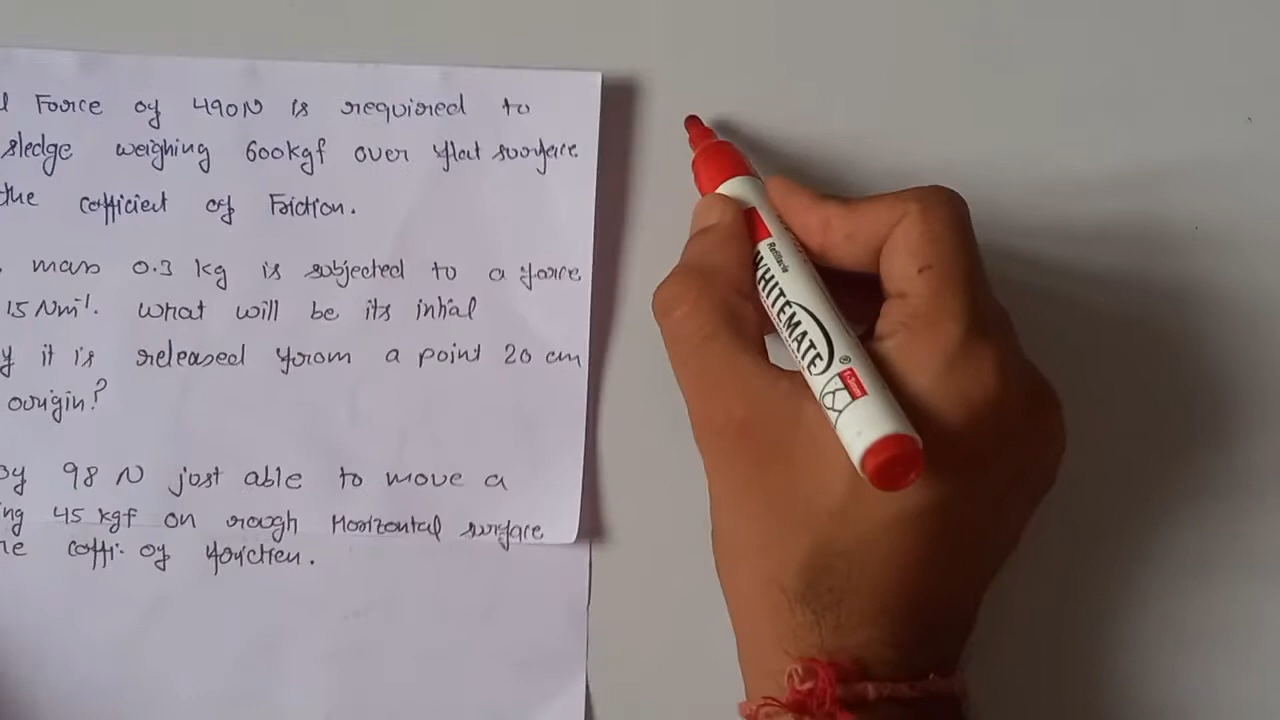 Force of 490N is required to
sledge weighing 600kgf over flat surface
the cofficient of Friction.
mass 0.3 kg is subjected to a force
15 Nm⁻¹. what will be its inhial
it is released from a point 20 cm
origin?
98 N just able to move a
45 kgf on rough Horizontal surface
coffi. of friction.
Refillable
WHITEMATE®